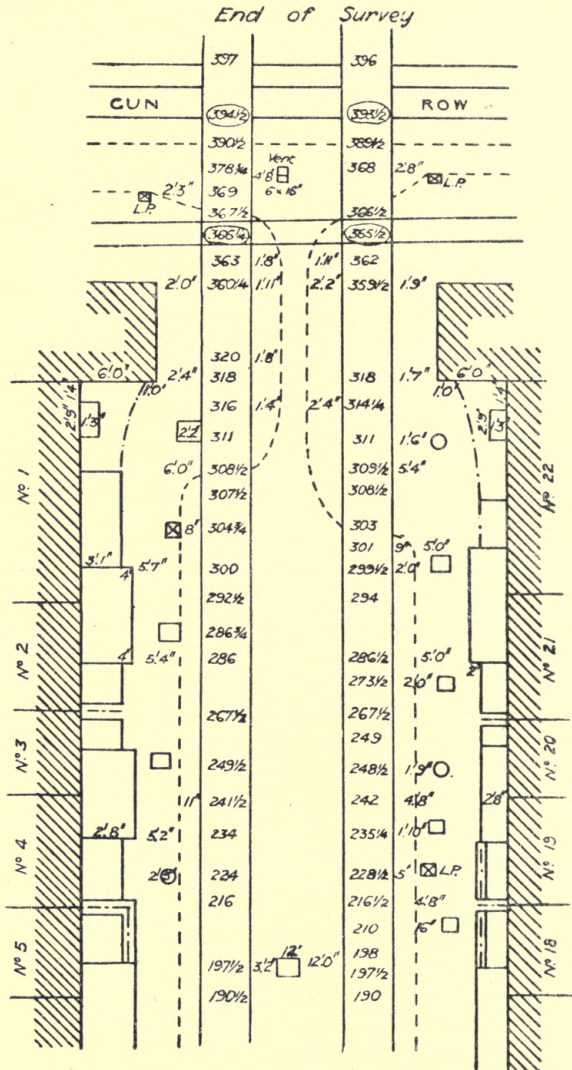 End of Survey
397 396
GUN ROW
394½ 393½
390½ 389½
Vent
378¾ 1'8" 368 2'8"
6 × 15"
2'3" 369 L.P.
L.P. 367½ 366½
366¼ 365½
363 1'8" 1'11" 362
2'0" 360¼ 1'11" 2'2" 359½ 1'9"
320 1'8"
6'0" 2'4" 318 318 1'7" 6'0"
1'0" 1'0"
2'9" 1'4" 1'4"
1'3" 316 1'4" 2'4" 314¼ 2'9" 1'3"
2'2" 311 311 1'6"
6'0" 308½ 309½ 5'4"
307½ 308½
Nº 1 Nº 22
8" 304¾ 303
301 9" 5'0"
3'1" 4" 5'7" 300 299½ 2'0"
292½ 294
286¾
Nº 2 Nº 21
4" 5'4" 286 286½ 5'0"
273½ 2'0"
267½ 267½
249
Nº 3 Nº 20
249½ 248½ 1'9"
11" 241½ 242 4'8" 2'8"
2'8" 5'2" 234 235¼ 1'10"
Nº 4 Nº 19
224 228½ 5" L.P.
216 216½ 4'8"
210 16"
Nº 5 Nº 18
12' 198
197½ 3'2" 12'0" 197½
190½ 190